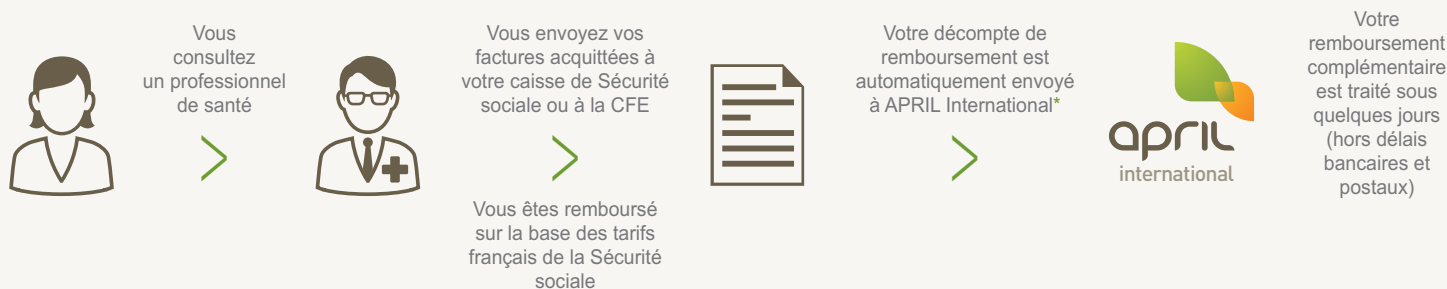 Vous
consultez
un professionnel
de santé
Vous envoyez vos
factures acquittées à
votre caisse de Sécurité
sociale ou à la CFE
Vous êtes remboursé
sur la base des tarifs
français de la Sécurité
sociale
Votre décompte de
remboursement est
automatiquement envoyé
à APRIL International*
april
international
Votre
remboursement
complémentaire
est traité sous
quelques jours
(hors délais
bancaires et
postaux)